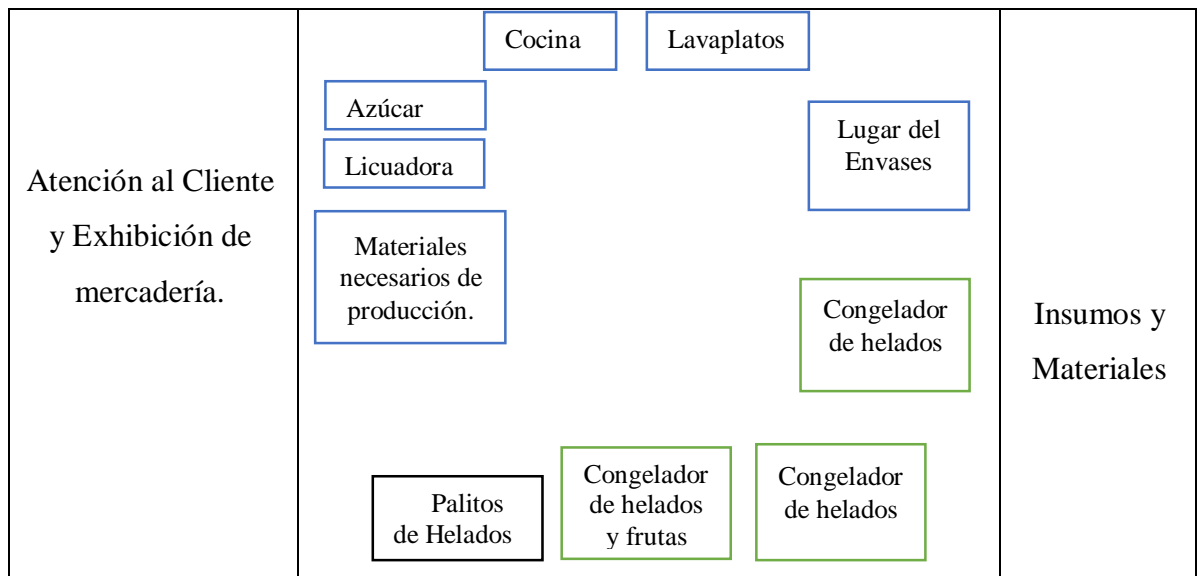 Atención al Cliente
y Exhibición de
mercadería.
Cocina
Lavaplatos
Azúcar
Licuadora
Materiales
necesarios de
producción.
Lugar del
Envases
Congelador
de helados
Palitos
de Helados
Congelador
de helados
y frutas
Congelador
de helados
Insumos y
Materiales